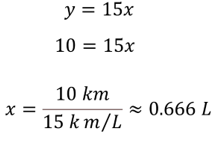 y = 15x
10 = 15x
x = 10 km / 15 k m/L ≈ 0.666 L